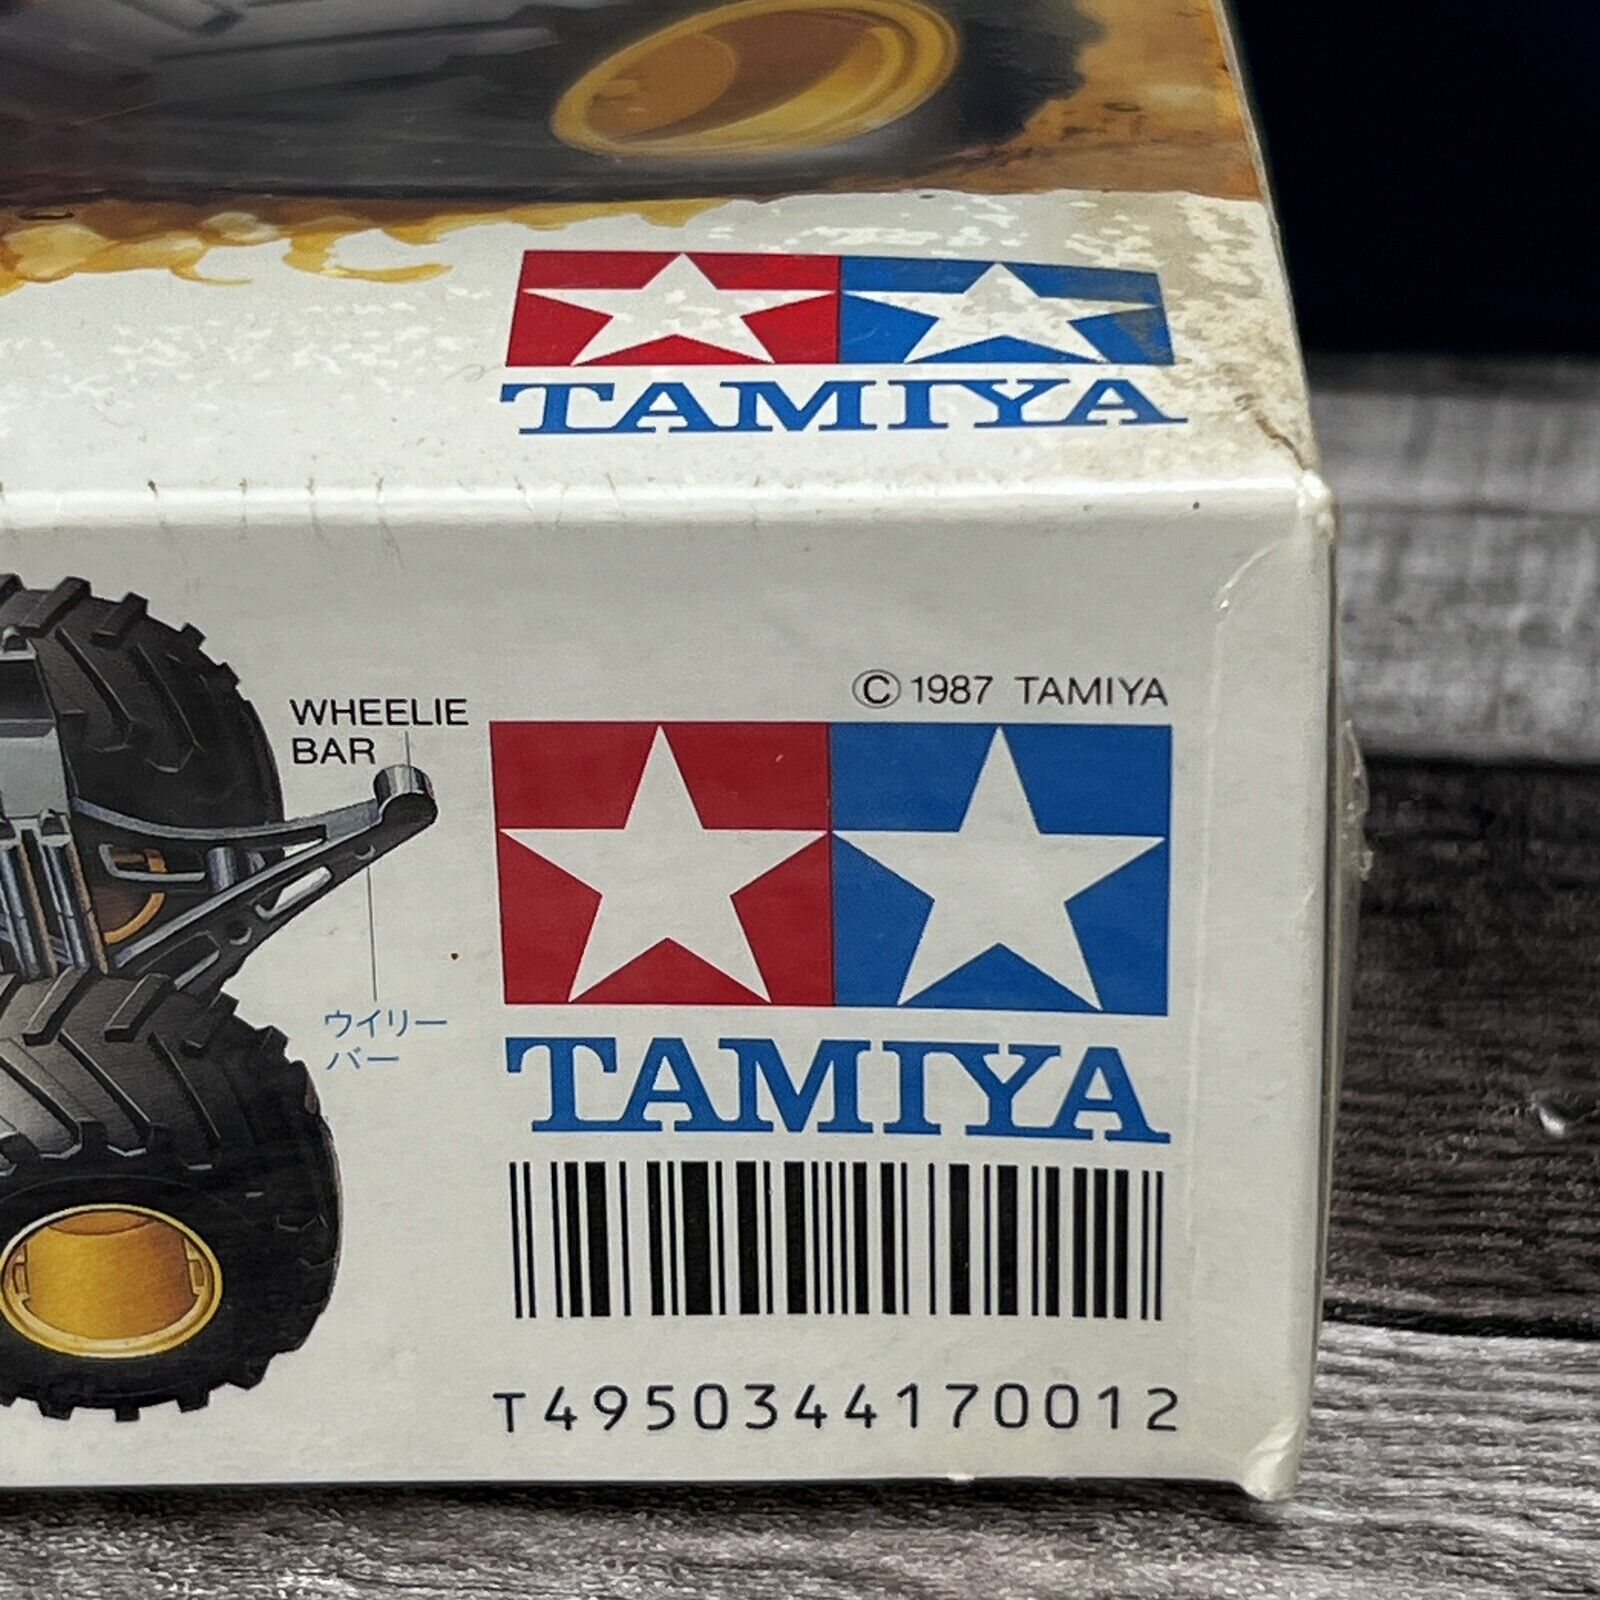 TAMIYA
© 1987 TAMIYA
WHEELIE
BAR
ウイリー
バー
TAMIYA
T4950344170012